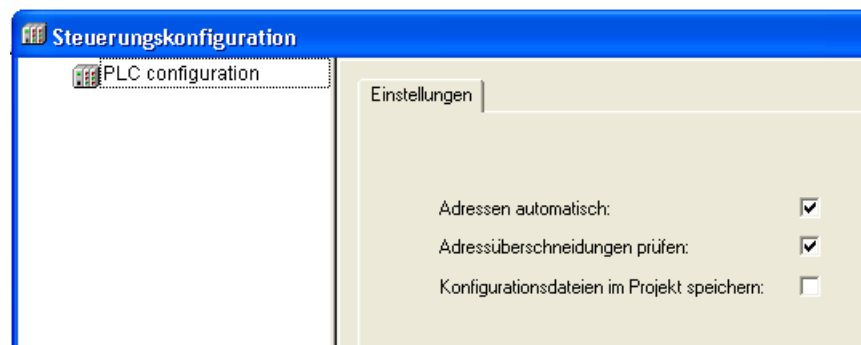 Steuerungskonfiguration
PLC configuration
Einstellungen
Adressen automatisch:
Adressüberschneidungen prüfen:
Konfigurationsdateien im Projekt speichern: